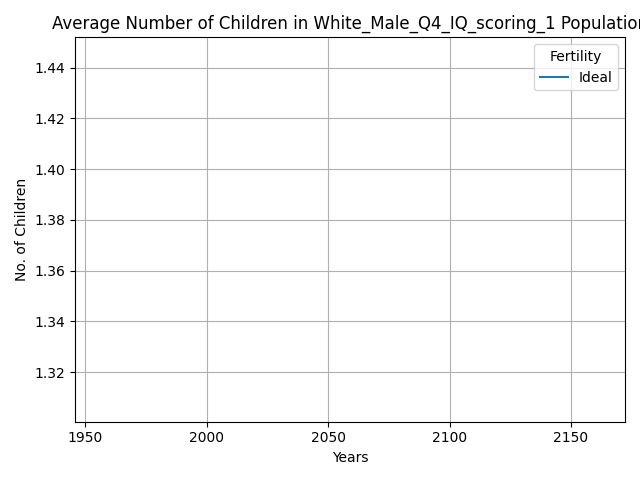 Average Number of Children in White_Male_Q4_IQ_scoring_1 Population
Fertility
Ideal
1.44
1.42
1.40
1.38
1.36
1.34
1.32
No. of Children
1950 2000 2050 2100 2150
Years